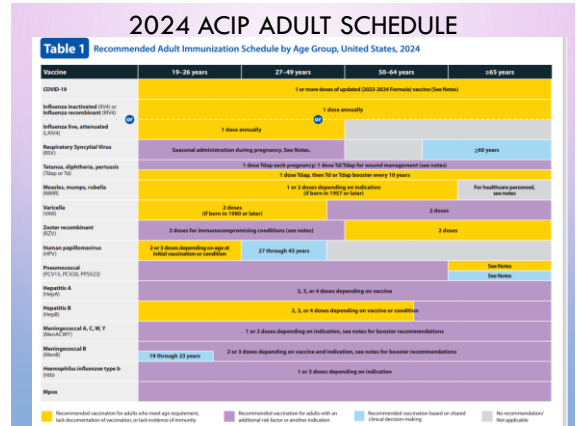 2024 ACIP ADULT SCHEDULE
Table 1 Recommended Adult Immunization Schedule by Age Group, United States, 2024
Vaccine 19–26 years 27–49 years 50–64 years ≥65 years
COVID-19 1 or more doses of updated (2023-2024 Formula) vaccine (See Notes)
Influenza inactivated (IIV4) or
Influenza recombinant (RIV4) 1 dose annually
or or
Influenza live, attenuated
(LAIV4) 1 dose annually
Respiratory Syncytial Virus
(RSV) Seasonal administration during pregnancy. See Notes. ≥60 years
Tetanus, diphtheria, pertussis
(Tdap or Td) 1 dose Tdap each pregnancy; 1 dose Td/Tdap for wound management (see notes)
1 dose Tdap, then Td or Tdap booster every 10 years
Measles, mumps, rubella
(MMR) 1 or 2 doses depending on indication
(if born in 1957 or later) For healthcare personnel,
see notes
Varicella
(VAR) 2 doses
(if born in 1980 or later) 2 doses
Zoster recombinant
(RZV) 2 doses for immunocompromising conditions (see notes) 2 doses
Human papillomavirus
(HPV) 2 or 3 doses depending on age at
initial vaccination or condition 27 through 45 years
Pneumococcal
(PCV15, PCV20, PPSV23) See Notes
See Notes
Hepatitis A
(HepA) 2, 3, or 4 doses depending on vaccine
Hepatitis B
(HepB) 2, 3, or 4 doses depending on vaccine or condition
Meningococcal A, C, W, Y
(MenACWY) 1 or 2 doses depending on indication, see notes for booster recommendations
Meningococcal B
(MenB) 19 through 23 years 2 or 3 doses depending on vaccine and indication, see notes for booster recommendations
Haemophilus influenzae type b
(Hib) 1 or 3 doses depending on indication
Mpox
Recommended vaccination for adults who meet age requirement,
lack documentation of vaccination, or lack evidence of immunity
Recommended vaccination for adults with an
additional risk factor or another indication
Recommended vaccination based on shared
clinical decision-making
No recommendation/
Not applicable